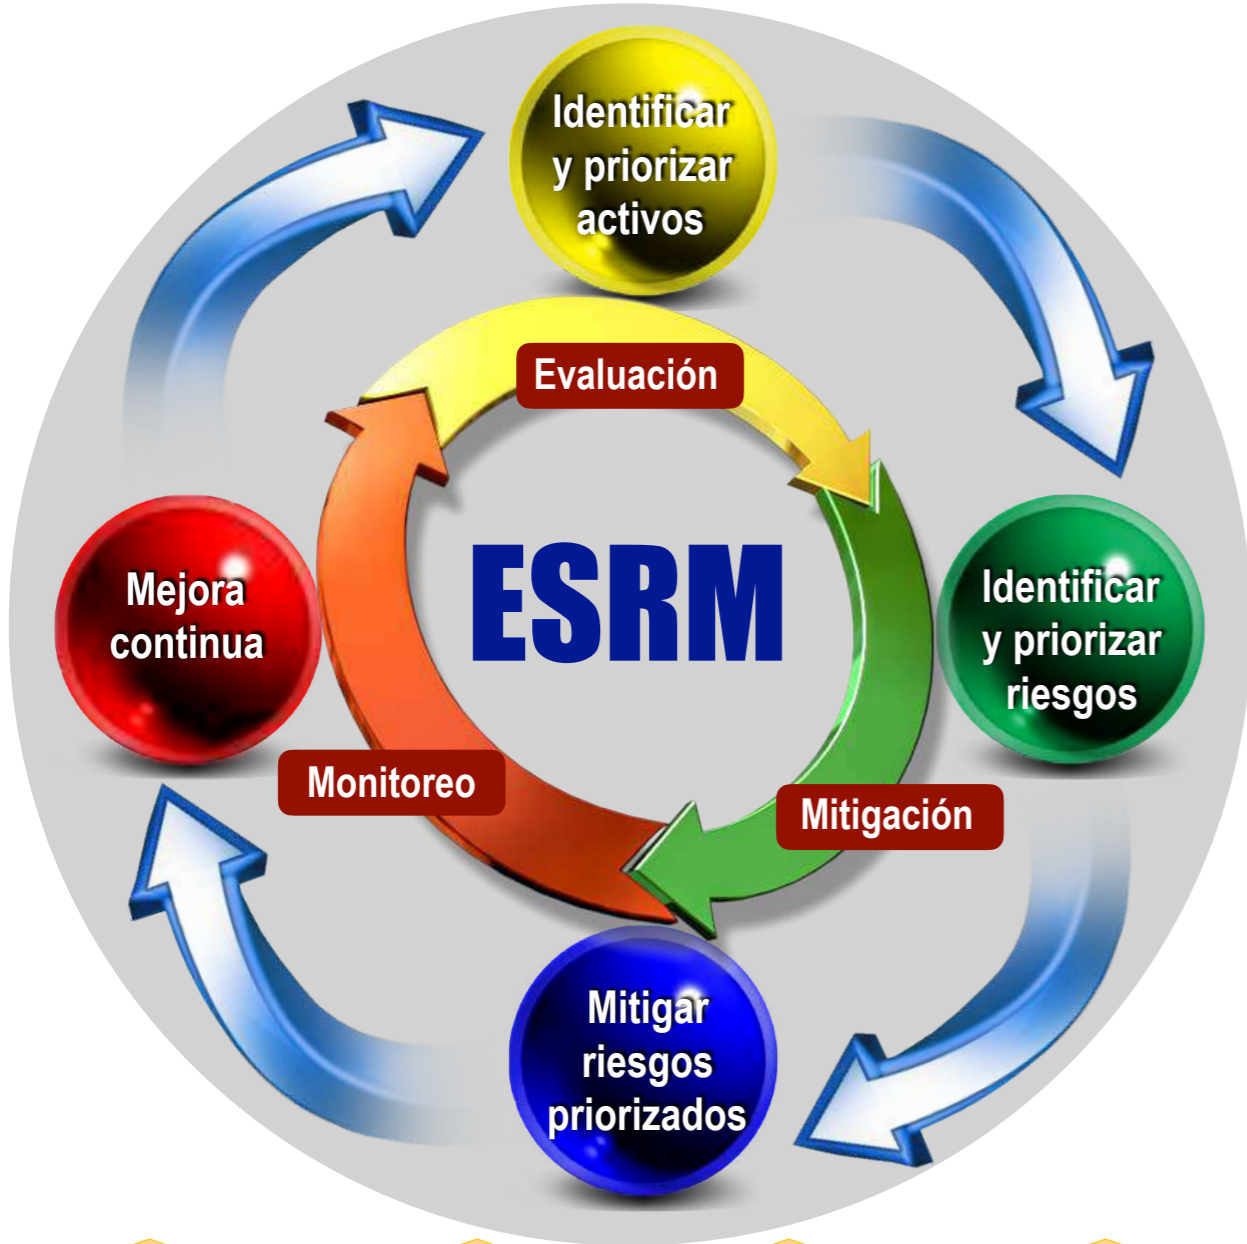 Identificar
y priorizar
activos
Evaluación
ESRM
Mejora
continua
Identificar
y priorizar
riesgos
Monitoreo
Mitigación
Mitigar
riesgos
priorizados